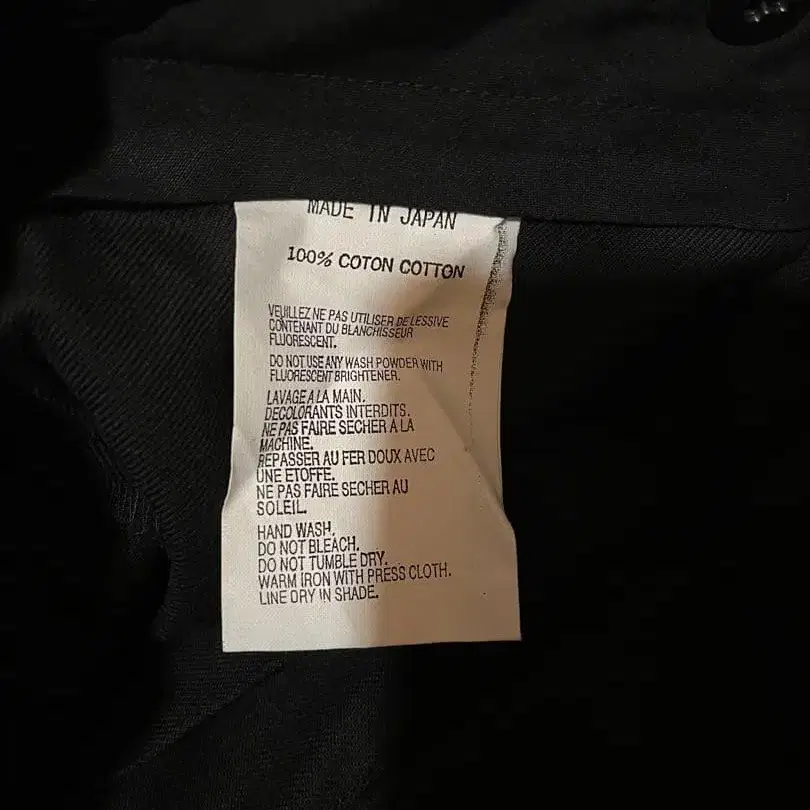 MADE IN JAPAN
100% COTON COTTON
VEUILLEZ NE PAS UTILISER DE LESSIVE
CONTENANT DU BLANCHISSEUR
FLUORESCENT.
DO NOT USE ANY WASH POWDER WITH
FLUORESCENT BRIGHTENER.
LAVAGE A LA MAIN.
DECOLORANTS INTERDITS.
NE PAS FAIRE SECHER A LA
MACHINE.
REPASSER AU FER DOUX AVEC
UNE ETOFFE.
NE PAS FAIRE SECHER AU
SOLEIL.
HAND WASH.
DO NOT BLEACH.
DO NOT TUMBLE DRY.
WARM IRON WITH PRESS CLOTH.
LINE DRY IN SHADE.